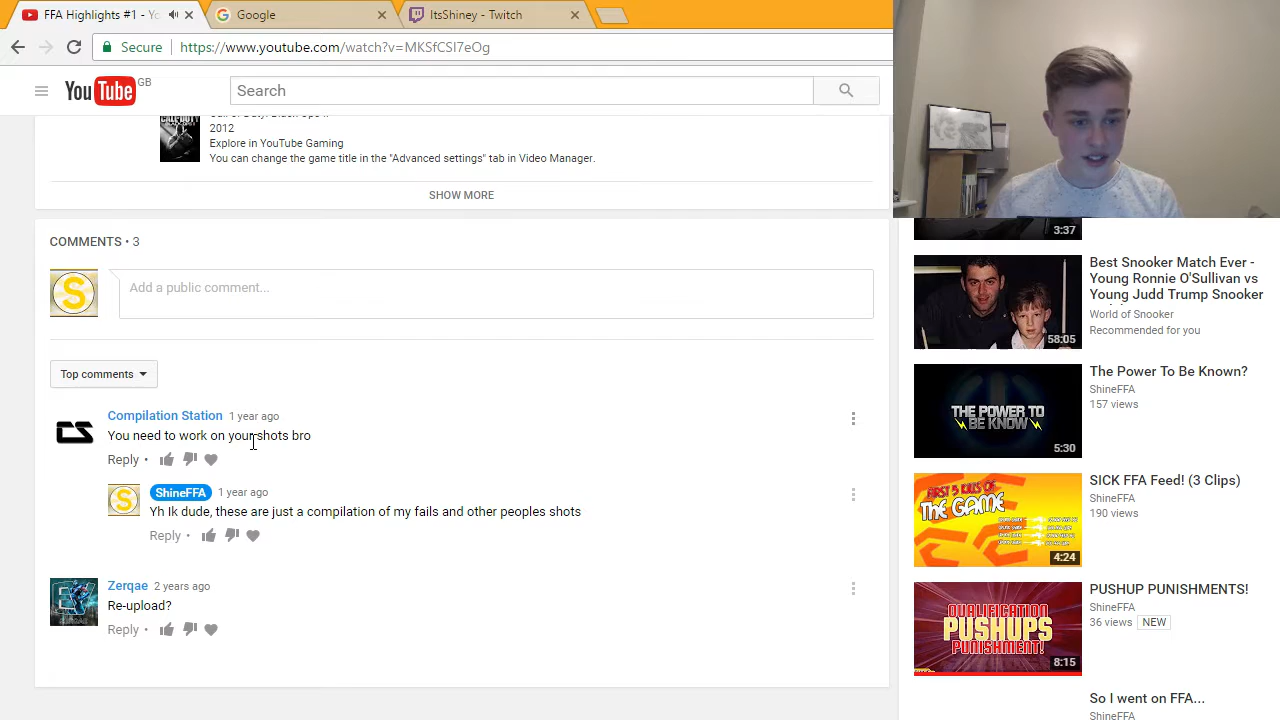 FFA Highlights #1 - Yo
Google
ItsShiney - Twitch
Secure
https://www.youtube.com/watch?v=MKSfCSI7eOg
YouTube GB
Search
2012
Explore in YouTube Gaming
You can change the game title in the "Advanced settings" tab in Video Manager.
SHOW MORE
COMMENTS • 3
S
Add a public comment...
Top comments
CS
Compilation Station 1 year ago
You need to work on your shots bro
Reply •
S
ShineFFA 1 year ago
Yh Ik dude, these are just a compilation of my fails and other peoples shots
Reply •
Zerqae 2 years ago
Re-upload?
Reply •
3:37
Best Snooker Match Ever -
Young Ronnie O'Sullivan vs
Young Judd Trump Snooker
World of Snooker
Recommended for you
58:05
The Power To Be Known?
ShineFFA
157 views
THE POWER TO
BE KNOW
5:30
SICK FFA Feed! (3 Clips)
ShineFFA
190 views
FIRST 3 KILLS OF
THE GAME
4:24
PUSHUP PUNISHMENTS!
ShineFFA
36 views NEW
QUALIFICATION
PUSHUPS
PUNISHMENT!
8:15
So I went on FFA...
ShineFFA